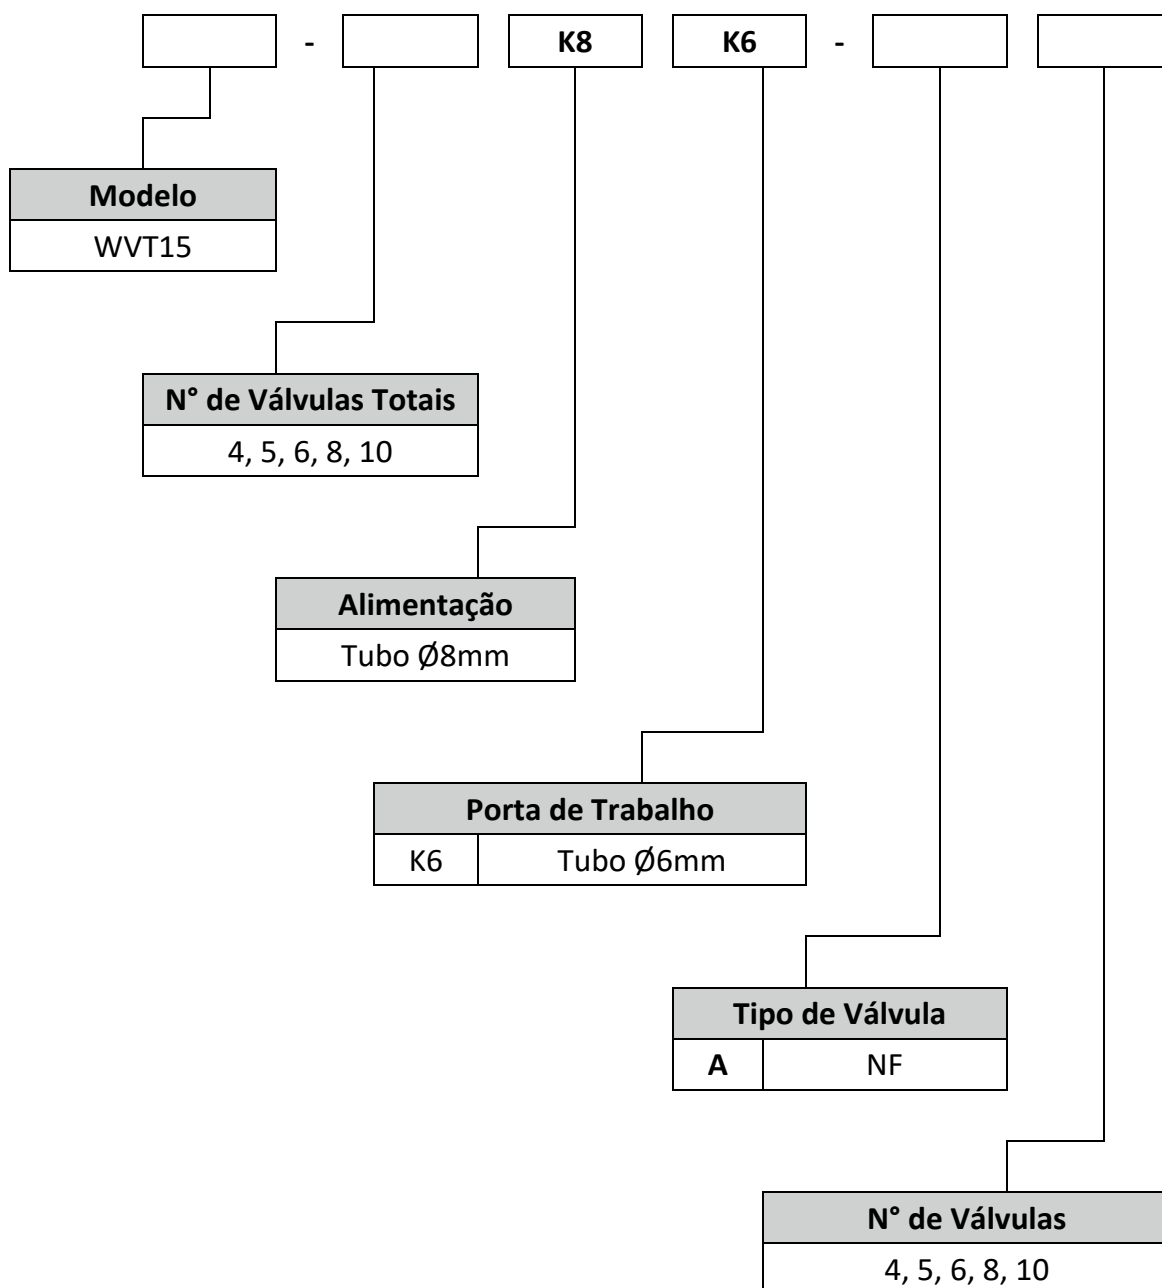 - K8 K6 -
Modelo
WVT15
N° de Válvulas Totais
4, 5, 6, 8, 10
Alimentação
Tubo Ø8mm
Porta de Trabalho
K6 Tubo Ø6mm
Tipo de Válvula
A NF
N° de Válvulas
4, 5, 6, 8, 10